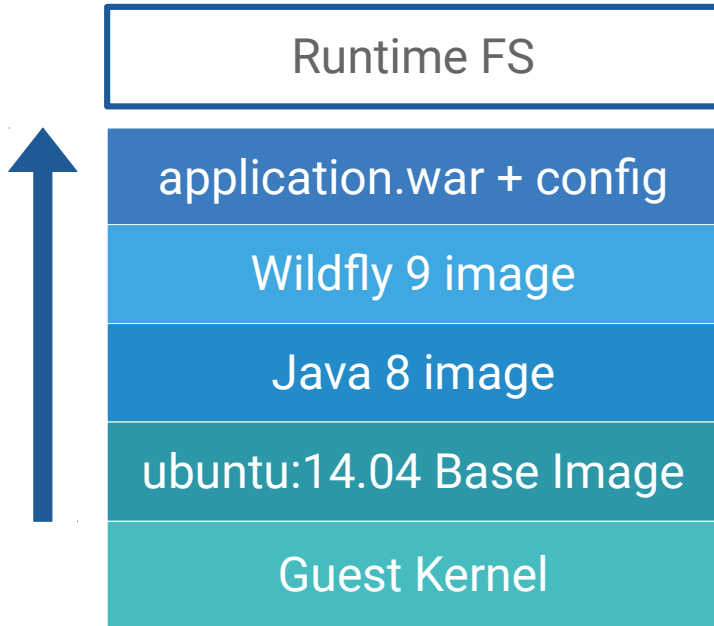 Runtime FS
application.war + config
Wildfly 9 image
Java 8 image
ubuntu:14.04 Base Image
Guest Kernel